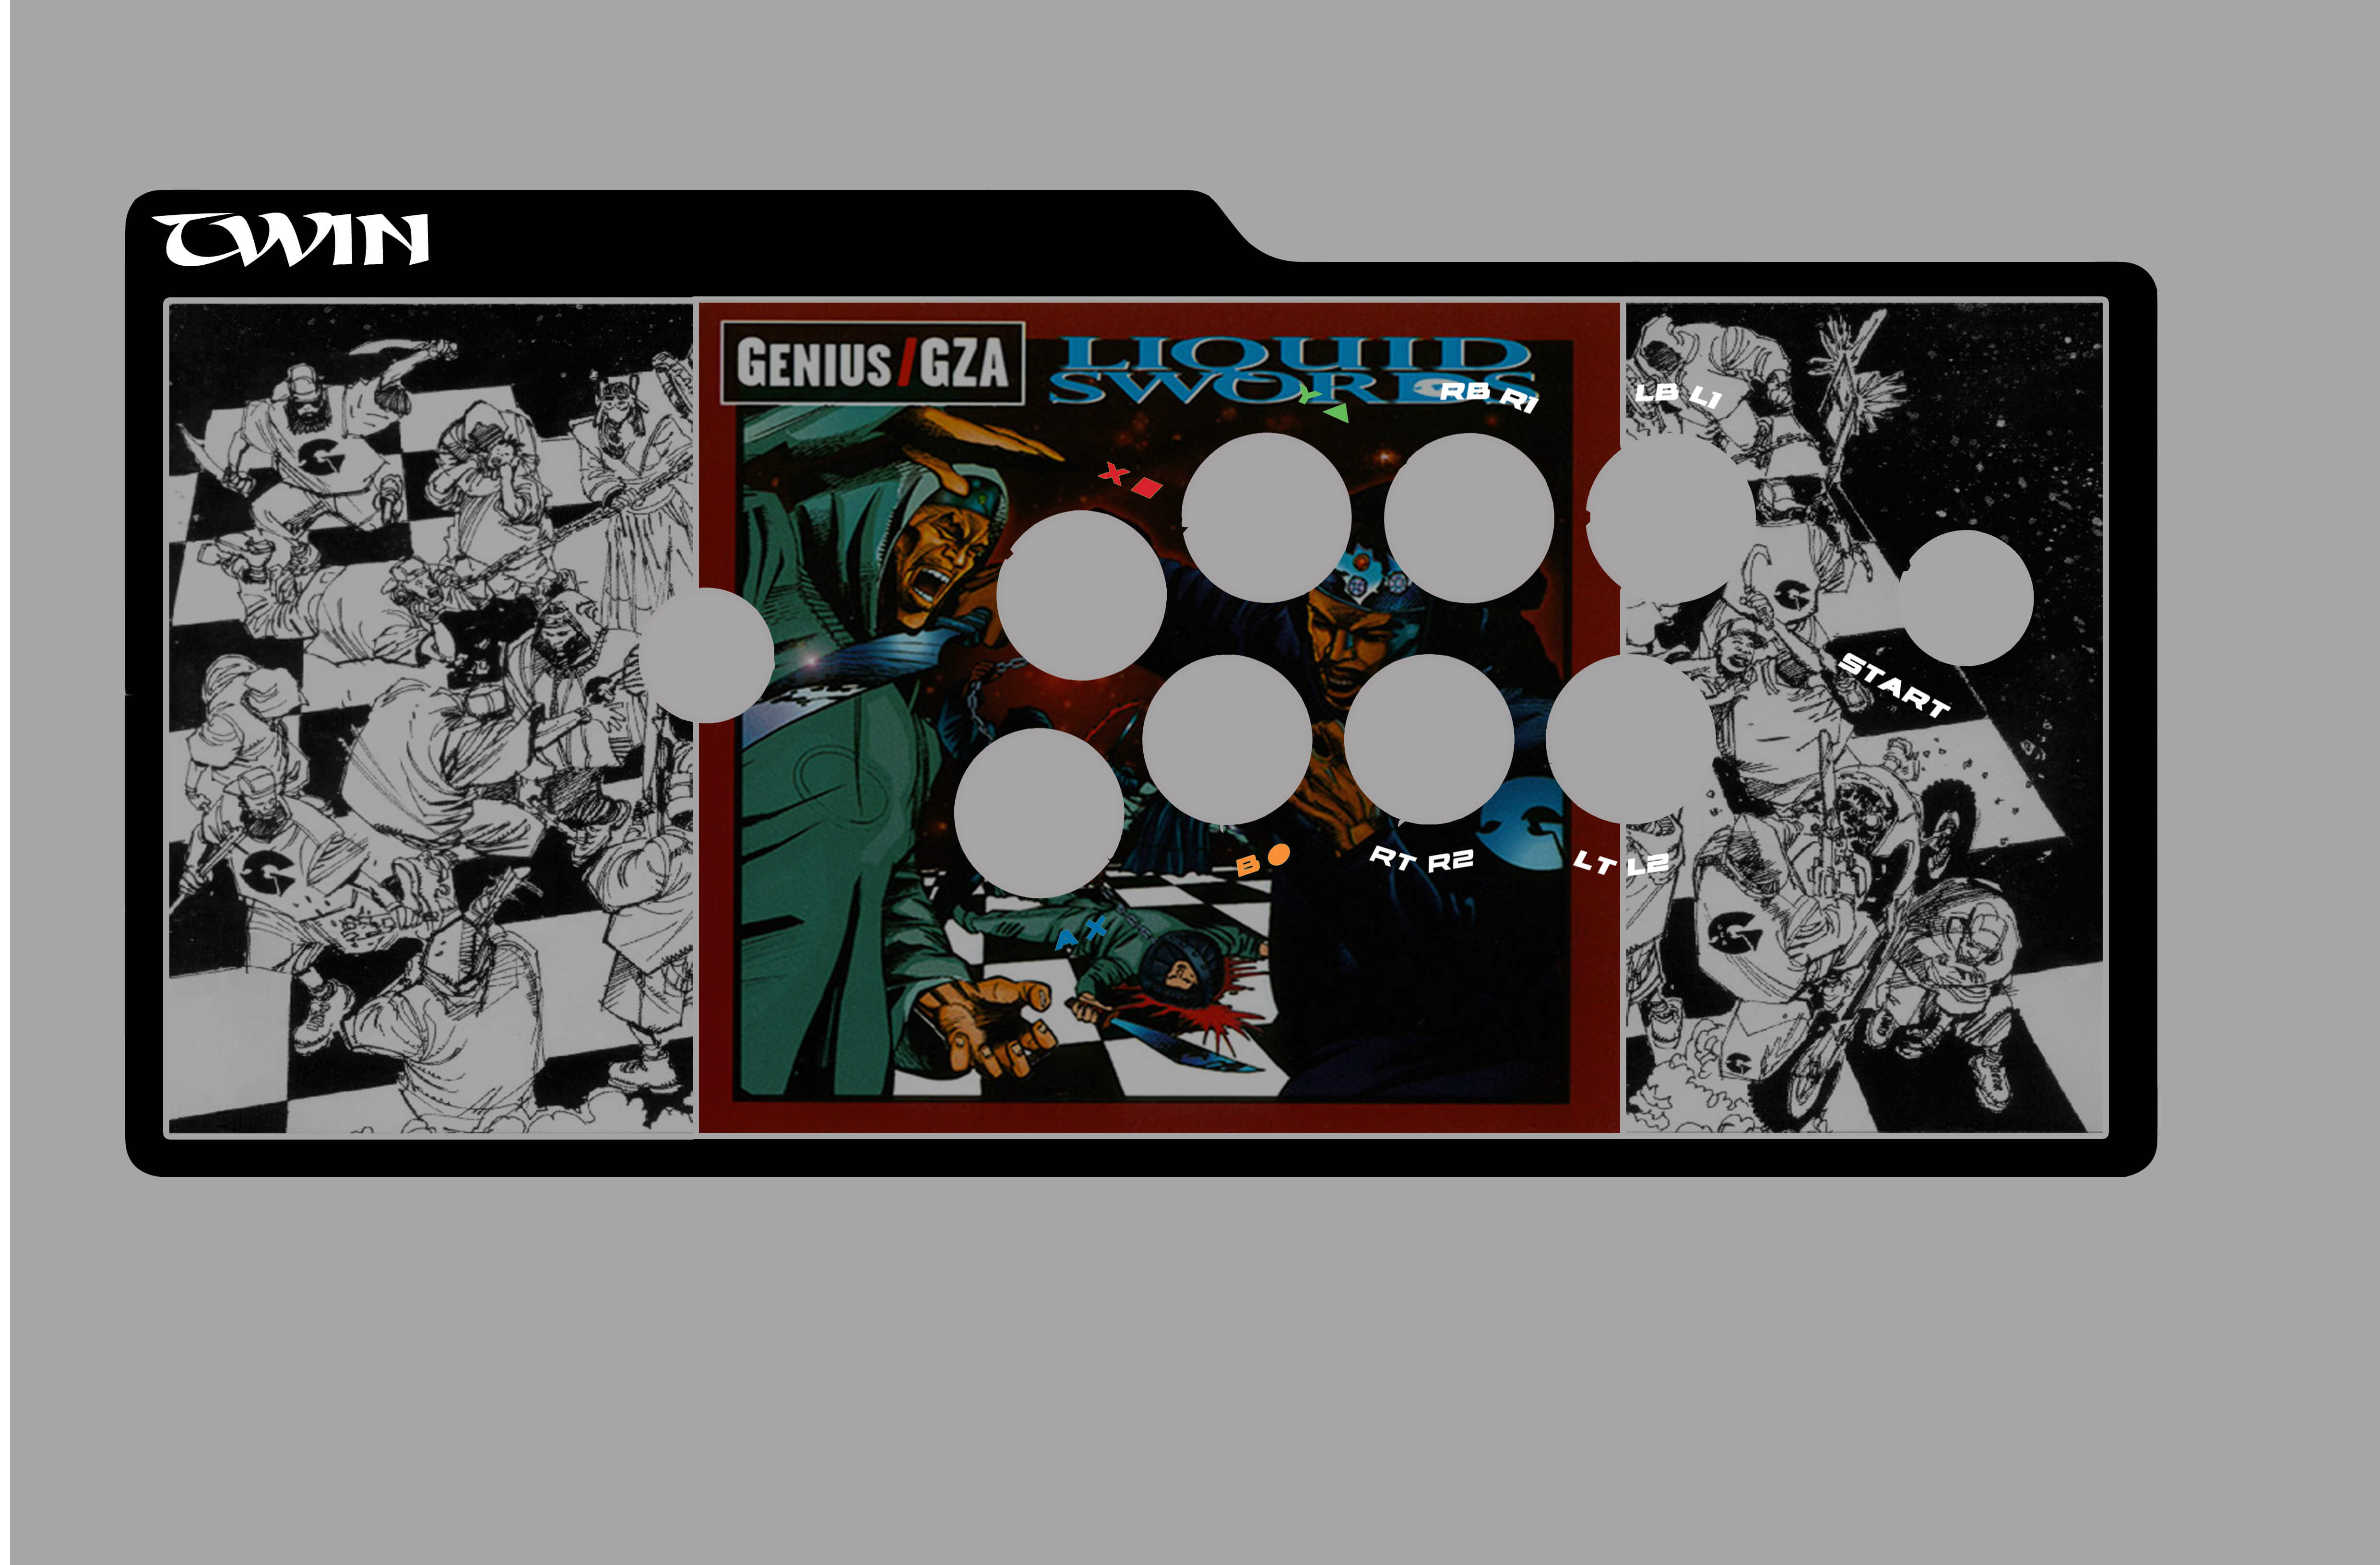 TWIN
GENIUS/GZA
LIQUID
SWORDS
Y
RB R1
LB L1
X
START
B
RT R2
LT L2
A X